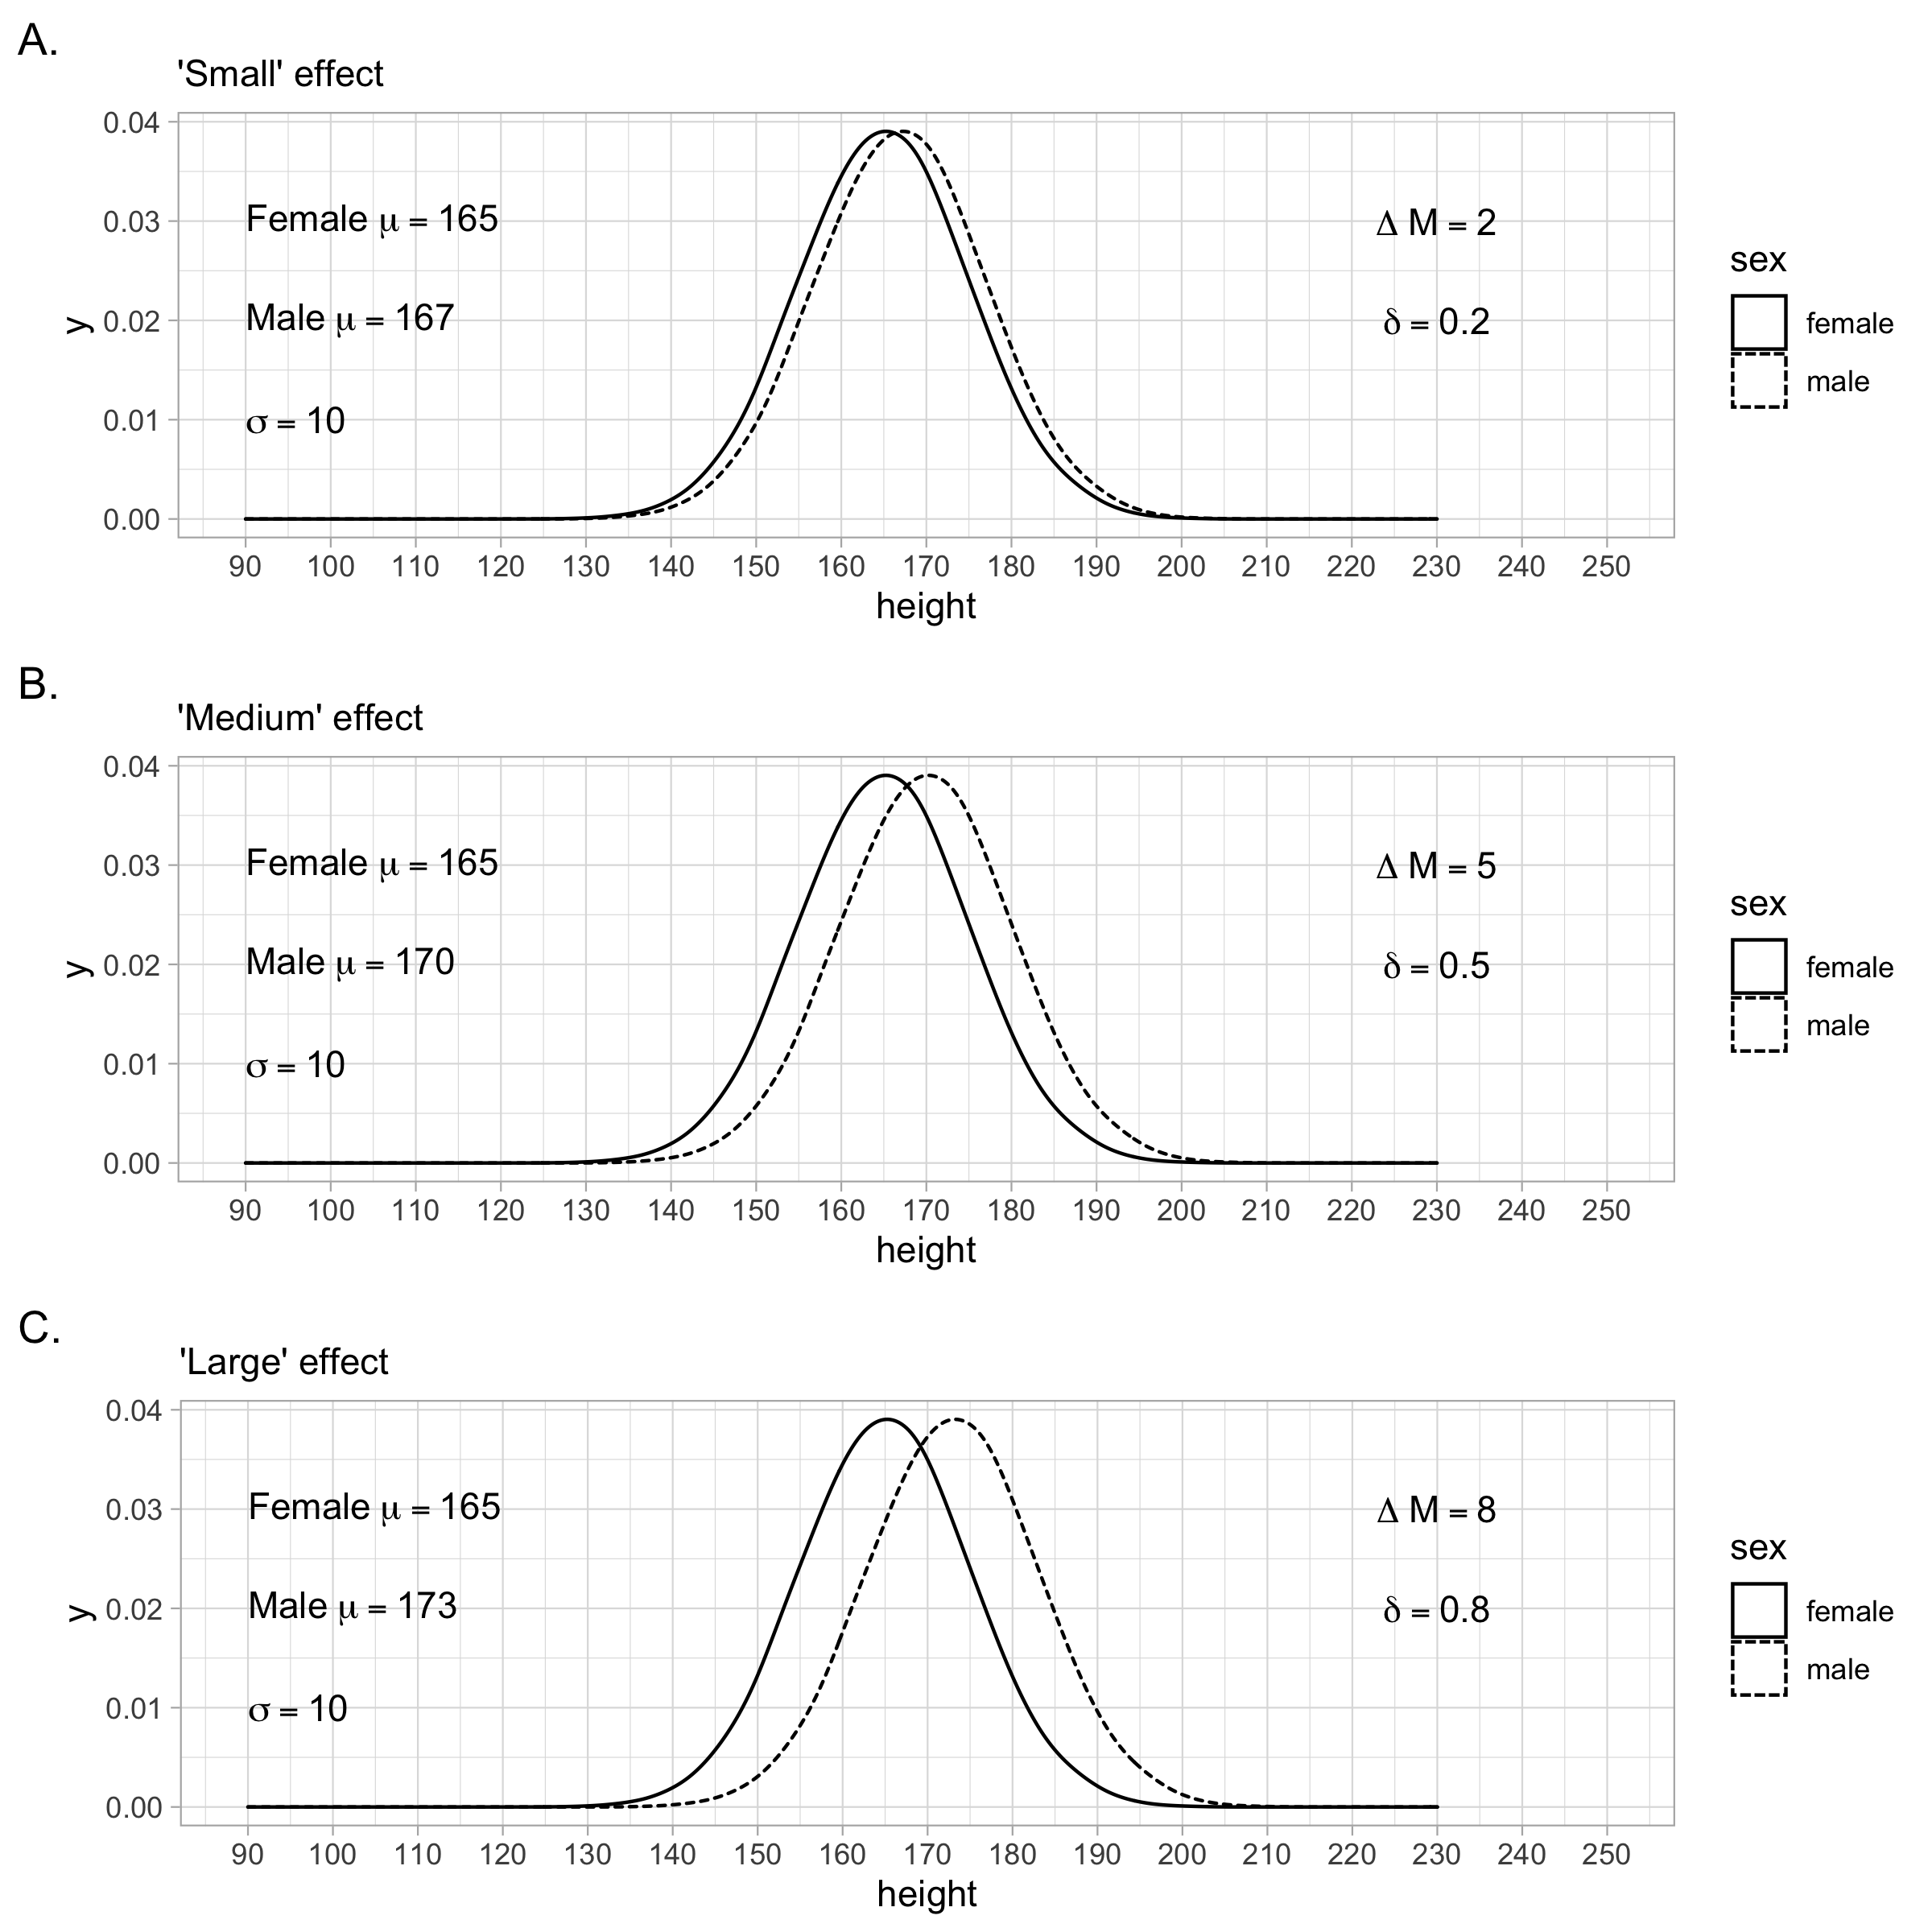 A.
'Small' effect
0.04
0.03
0.02
0.01
0.00
y
Female μ = 165
Male μ = 167
σ = 10
Δ M = 2
δ = 0.2
90 100 110 120 130 140 150 160 170 180 190 200 210 220 230 240 250
height
sex
female
male
B.
'Medium' effect
0.04
0.03
0.02
0.01
0.00
y
Female μ = 165
Male μ = 170
σ = 10
Δ M = 5
δ = 0.5
90 100 110 120 130 140 150 160 170 180 190 200 210 220 230 240 250
height
sex
female
male
C.
'Large' effect
0.04
0.03
0.02
0.01
0.00
y
Female μ = 165
Male μ = 173
σ = 10
Δ M = 8
δ = 0.8
90 100 110 120 130 140 150 160 170 180 190 200 210 220 230 240 250
height
sex
female
male